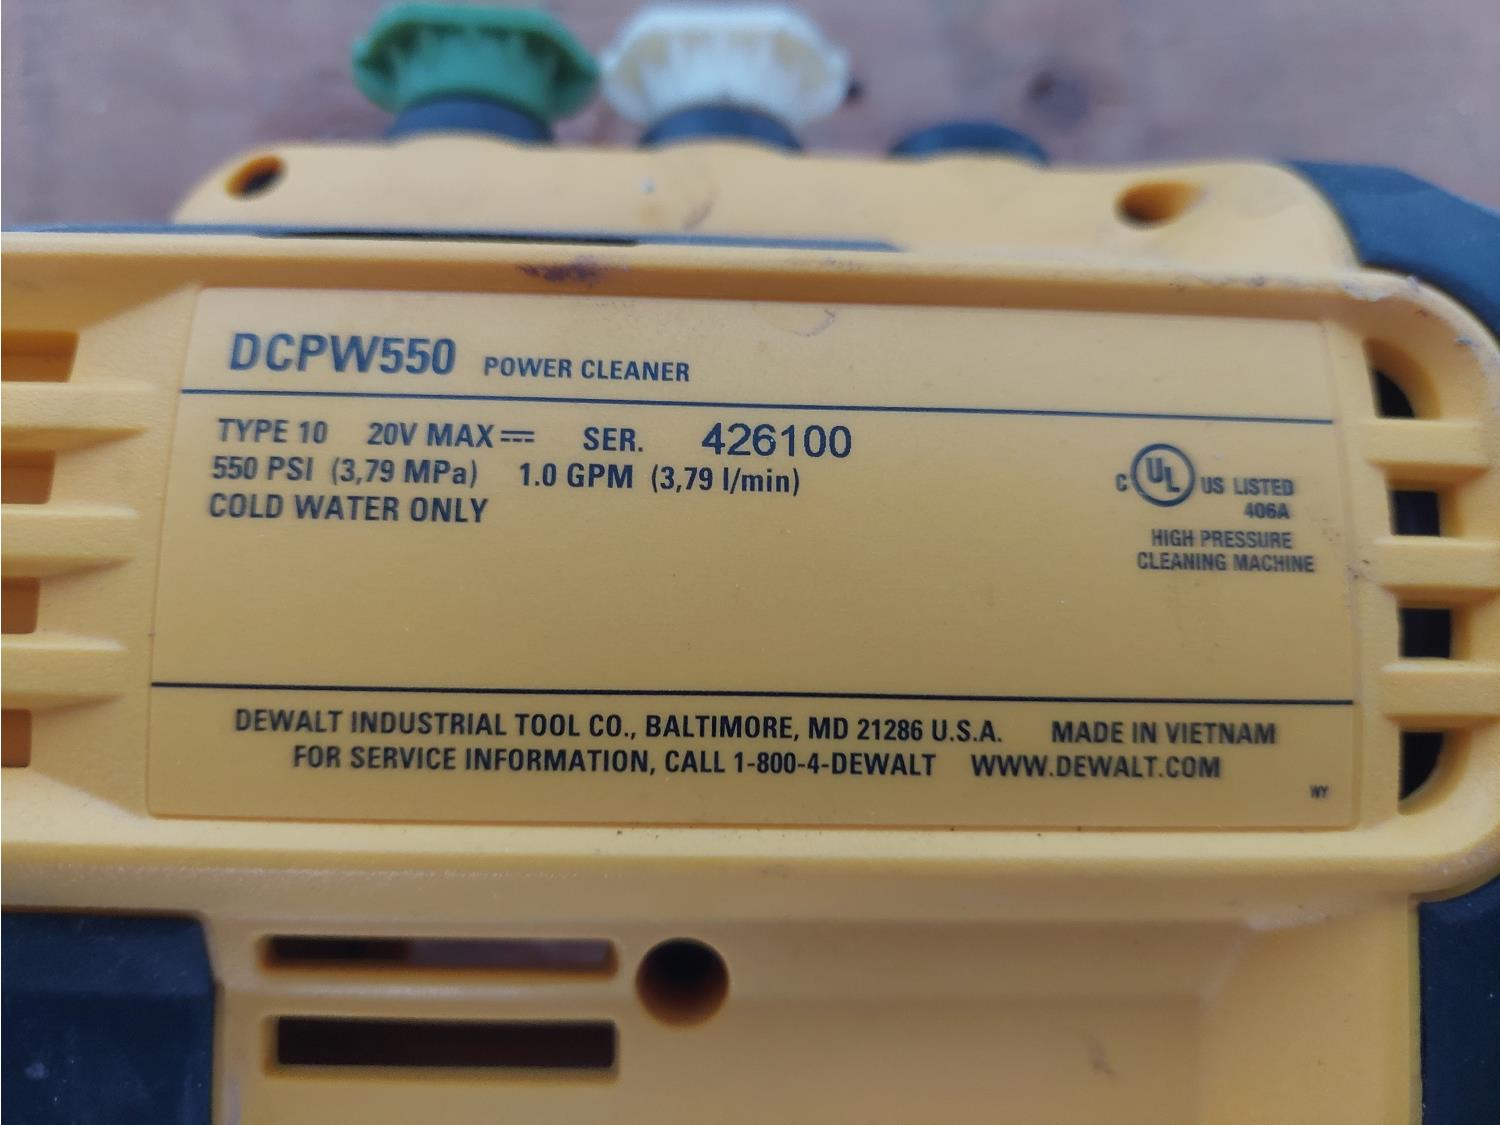 DCPW550 POWER CLEANER
TYPE 10 20V MAX⎓ SER. 426100
550 PSI (3,79 MPa) 1.0 GPM (3,79 l/min)
COLD WATER ONLY
C UL US LISTED
406A
HIGH PRESSURE
CLEANING MACHINE
DEWALT INDUSTRIAL TOOL CO., BALTIMORE, MD 21286 U.S.A. MADE IN VIETNAM
FOR SERVICE INFORMATION, CALL 1-800-4-DEWALT WWW.DEWALT.COM
WY